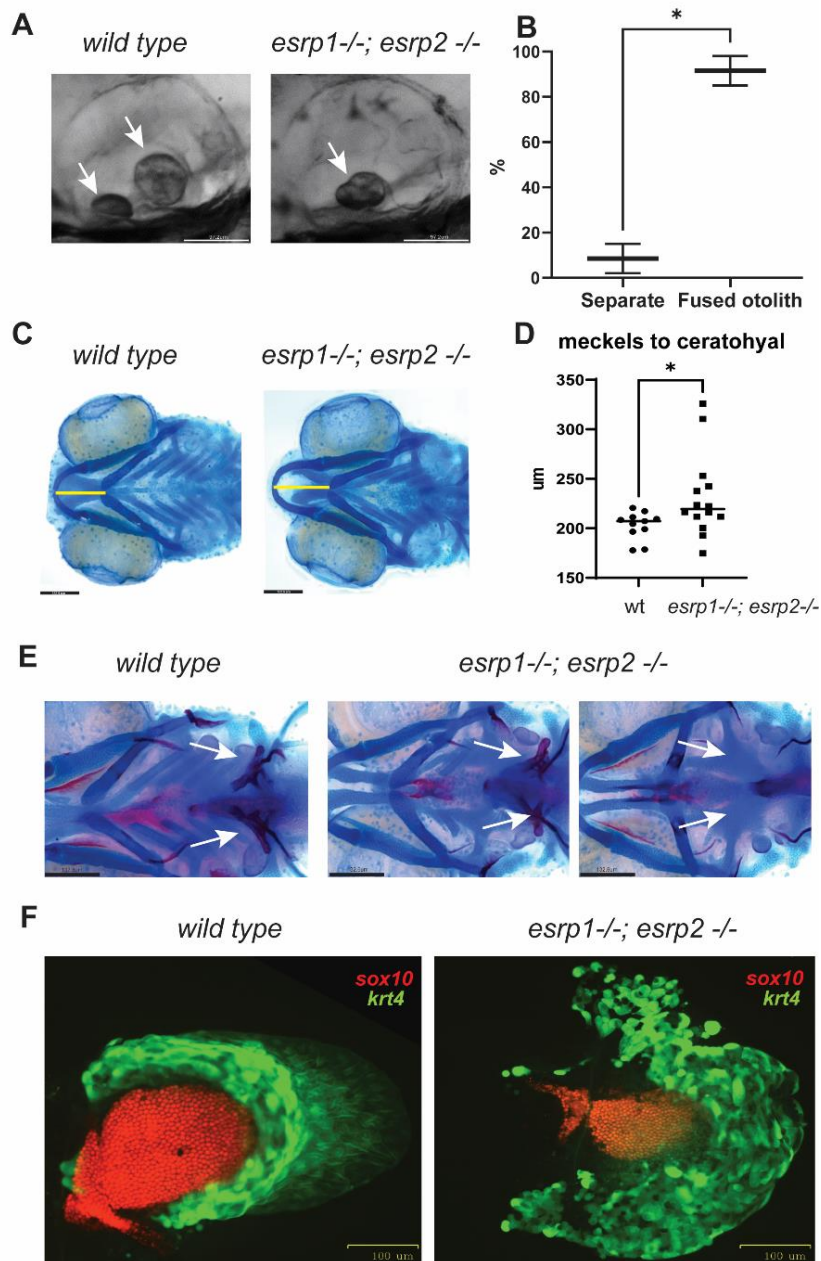 A
wild type
esrp1-/-; esrp2 -/-
B
*
100
80
60
40
20
0
%
Separate
Fused otolith
C
wild type
esrp1-/-; esrp2 -/-
D
meckels to ceratohyal
*
350
300
250
200
150
um
wt
esrp1-/-; esrp2-/-
E
wild type
esrp1-/-; esrp2 -/-
F
wild type
esrp1-/-; esrp2 -/-
sox10
krt4
100 um
sox10
krt4
100 um